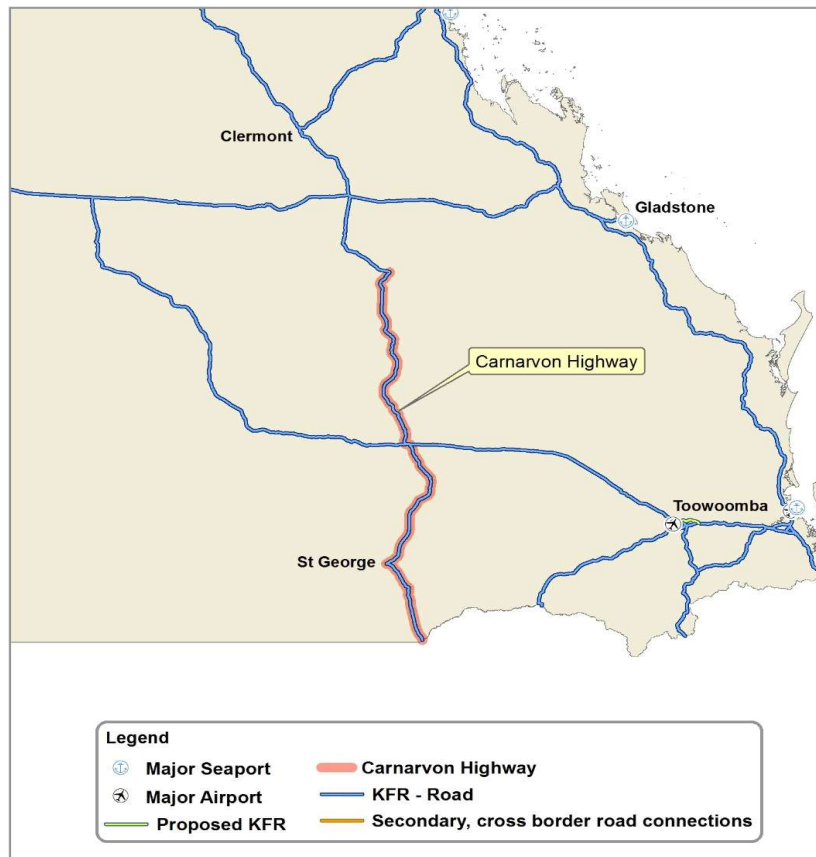 Clermont
Gladstone
Carnarvon Highway
Toowoomba
St George
Legend
Major Seaport
Carnarvon Highway
Major Airport
KFR - Road
Proposed KFR
Secondary, cross border road connections